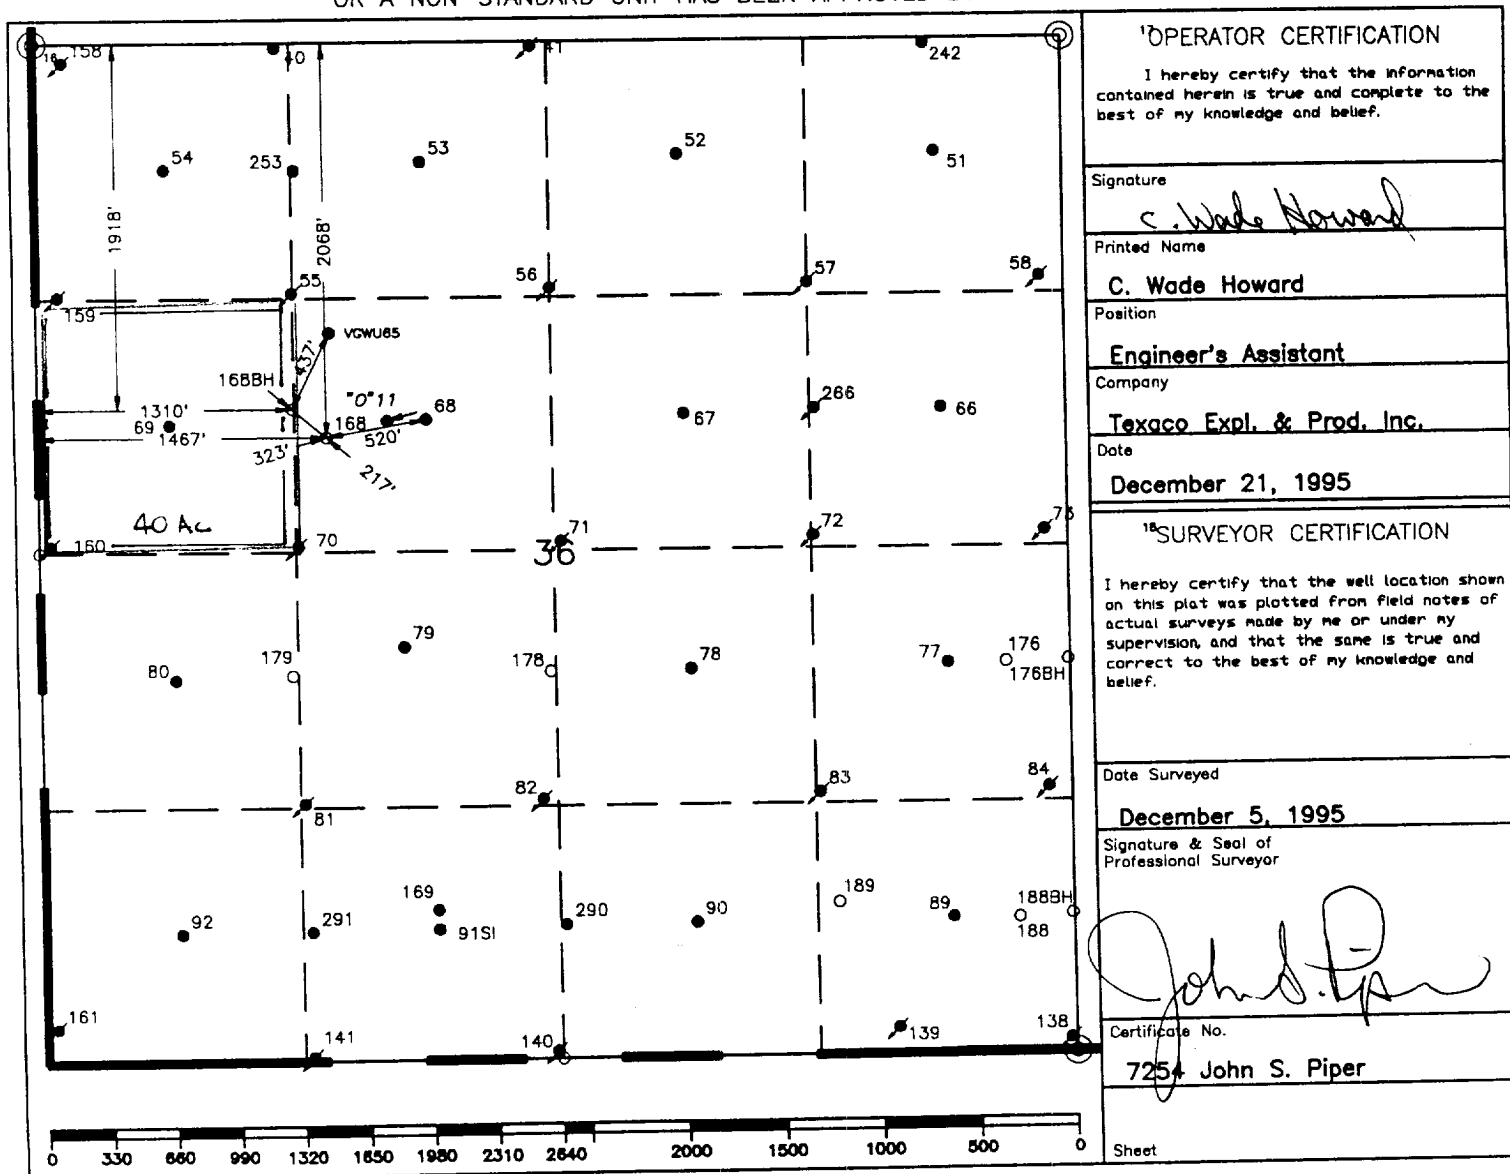 158
16
40
41
242
54
253
53
52
51
1918'
2068'
159
55
56
57
58
VGWU65
437'
168BH
"O"11
68
1310'
168
266
69
67
66
1467'
520'
323'
217'
40 Ac
160
70
71
72
73
36
79
80
179
178
78
77
176
176BH
81
82
83
84
92
291
169
91SI
290
90
189
89
188BH
188
161
141
140
139
138
0 330 660 990 1320 1650 1980 2310 2640 2000 1500 1000 500 0
17 OPERATOR CERTIFICATION
I hereby certify that the information
contained herein is true and complete to the
best of my knowledge and belief.
Signature
C. Wade Howard
Printed Name
C. Wade Howard
Position
Engineer's Assistant
Company
Texaco Expl. & Prod. Inc.
Date
December 21, 1995
18 SURVEYOR CERTIFICATION
I hereby certify that the well location shown
on this plat was plotted from field notes of
actual surveys made by me or under my
supervision, and that the same is true and
correct to the best of my knowledge and
belief.
Date Surveyed
December 5, 1995
Signature & Seal of
Professional Surveyor
John S. Piper
Certificate No.
7254 John S. Piper
Sheet